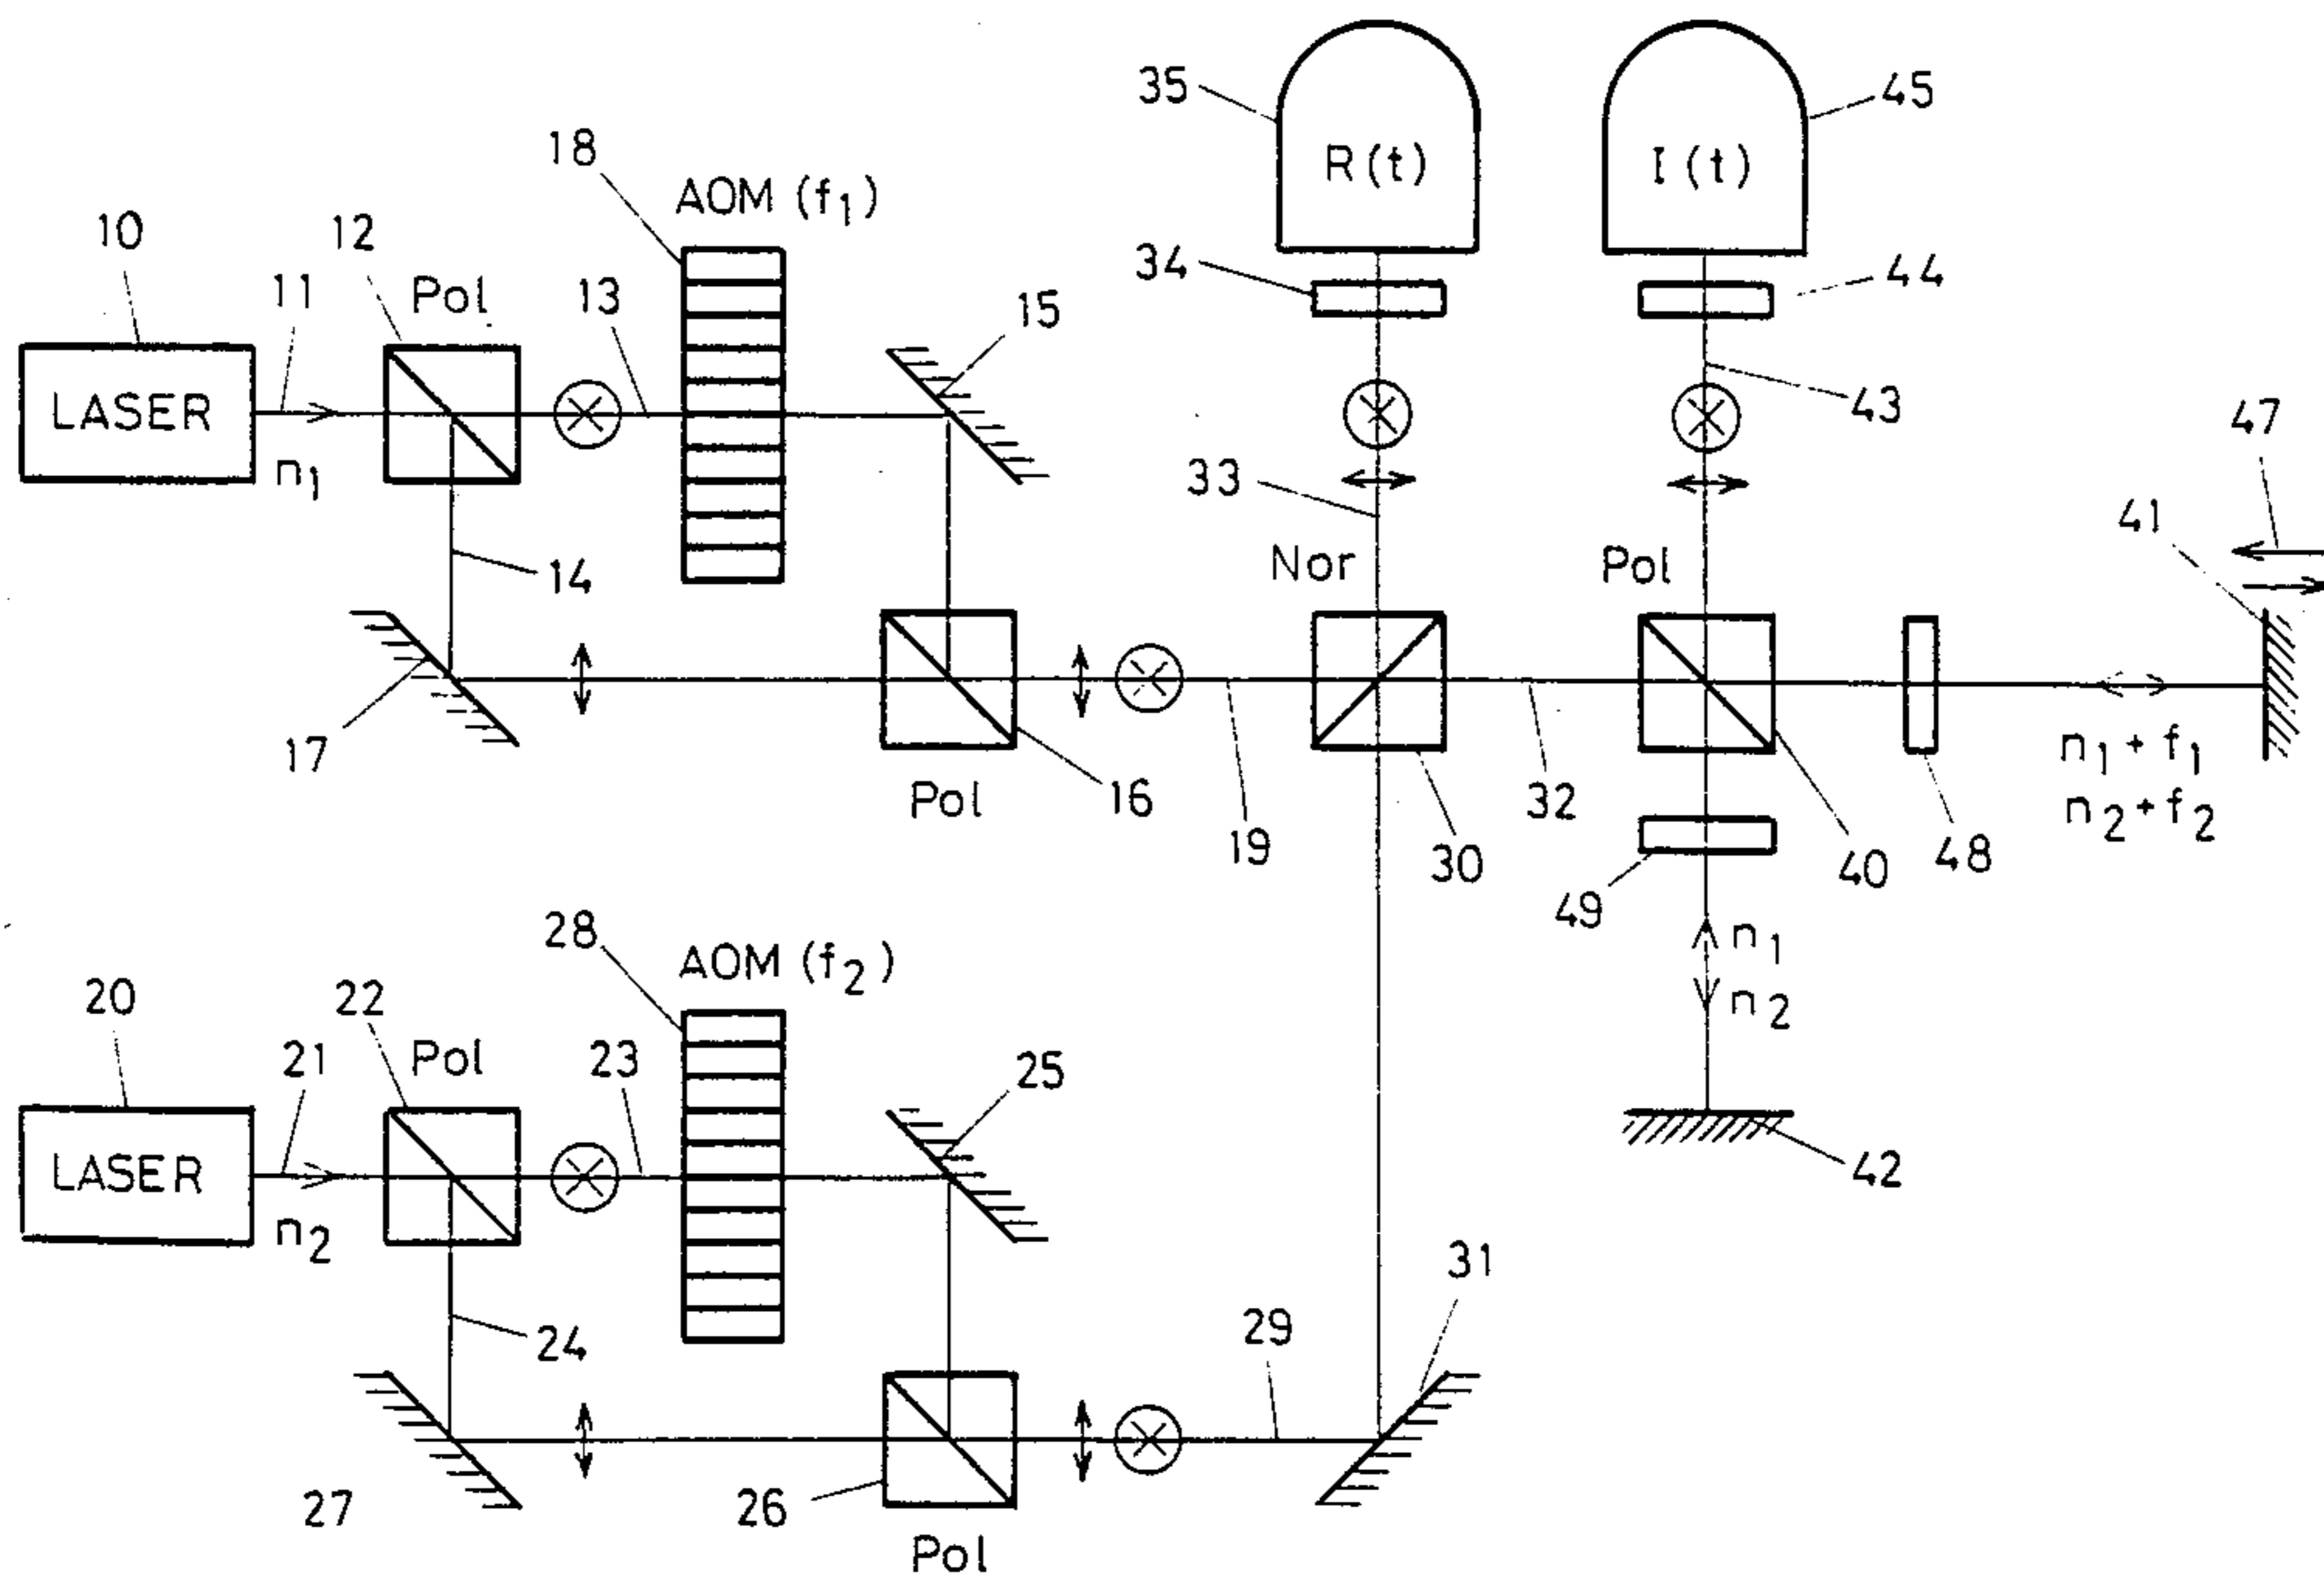 35
R(t)
45
I(t)
18
AOM (f1)
10
12
Pol
11
13
LASER
n1
15
34
44
43
33
47
41
14
Nor
Pol
17
Pol
16
19
30
32
40
48
49
n1 + f1
n2 + f2
n1
n2
42
28
AOM (f2)
20
22
Pol
21
23
25
LASER
n2
24
29
31
27
26
Pol